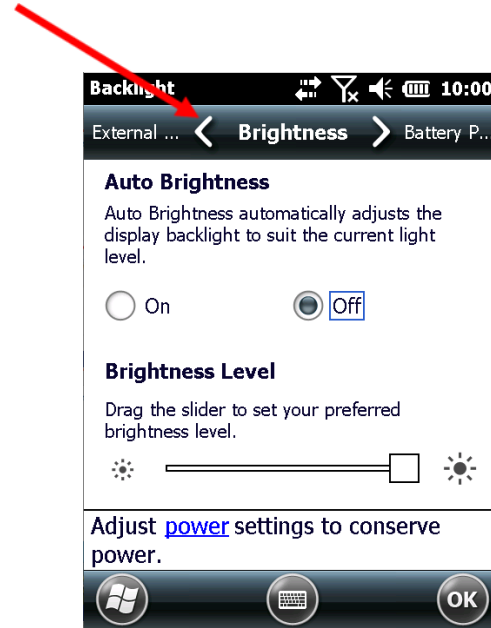 Backlight 10:00
External ... Brightness Battery P...
Auto Brightness
Auto Brightness automatically adjusts the
display backlight to suit the current light
level.
On Off
Brightness Level
Drag the slider to set your preferred
brightness level.
Adjust power settings to conserve
power.
OK